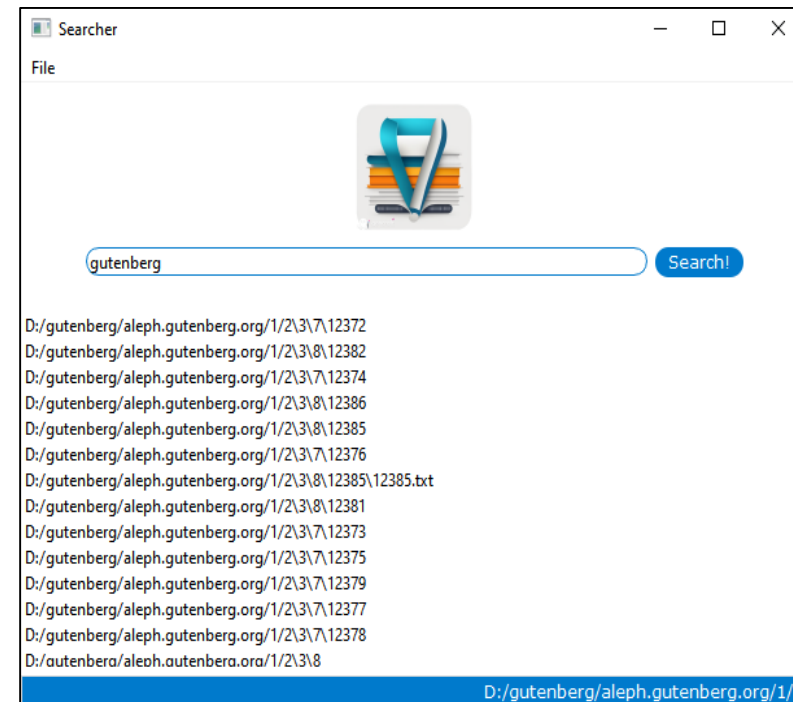 Searcher
File
gutenberg
Search!
D:/gutenberg/aleph.gutenberg.org/1/2\3\7\12372
D:/gutenberg/aleph.gutenberg.org/1/2\3\8\12382
D:/gutenberg/aleph.gutenberg.org/1/2\3\7\12374
D:/gutenberg/aleph.gutenberg.org/1/2\3\8\12386
D:/gutenberg/aleph.gutenberg.org/1/2\3\8\12385
D:/gutenberg/aleph.gutenberg.org/1/2\3\7\12376
D:/gutenberg/aleph.gutenberg.org/1/2\3\8\12385\12385.txt
D:/gutenberg/aleph.gutenberg.org/1/2\3\8\12381
D:/gutenberg/aleph.gutenberg.org/1/2\3\7\12373
D:/gutenberg/aleph.gutenberg.org/1/2\3\7\12375
D:/gutenberg/aleph.gutenberg.org/1/2\3\7\12379
D:/gutenberg/aleph.gutenberg.org/1/2\3\7\12377
D:/gutenberg/aleph.gutenberg.org/1/2\3\7\12378
D:/gutenberg/aleph.gutenberg.org/1/2\3\8
D:/gutenberg/aleph.gutenberg.org/1/